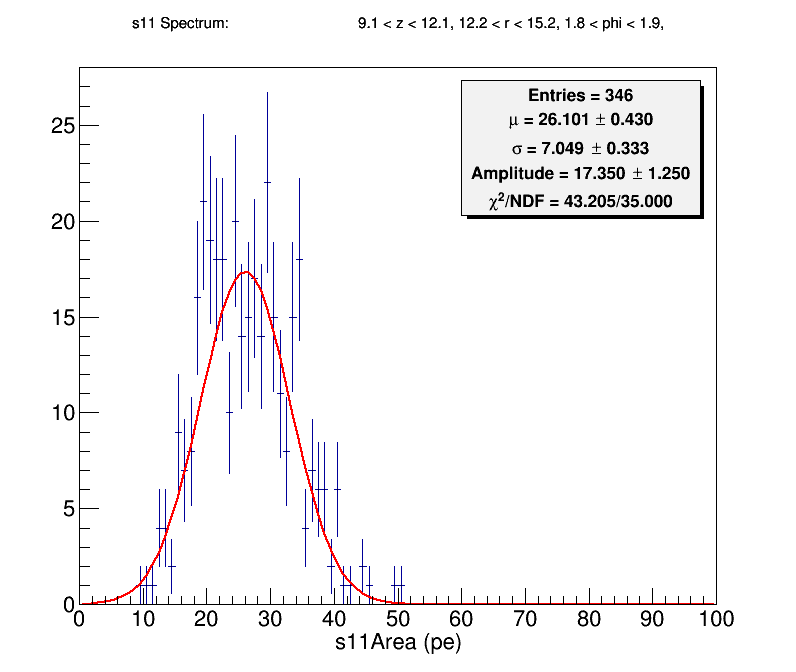 s11 Spectrum: 9.1 < z < 12.1, 12.2 < r < 15.2, 1.8 < phi < 1.9,
Entries = 346
μ = 26.101 ± 0.430
σ = 7.049 ± 0.333
Amplitude = 17.350 ± 1.250
χ²/NDF = 43.205/35.000
25
20
15
10
5
0
0 10 20 30 40 50 60 70 80 90 100
s11Area (pe)